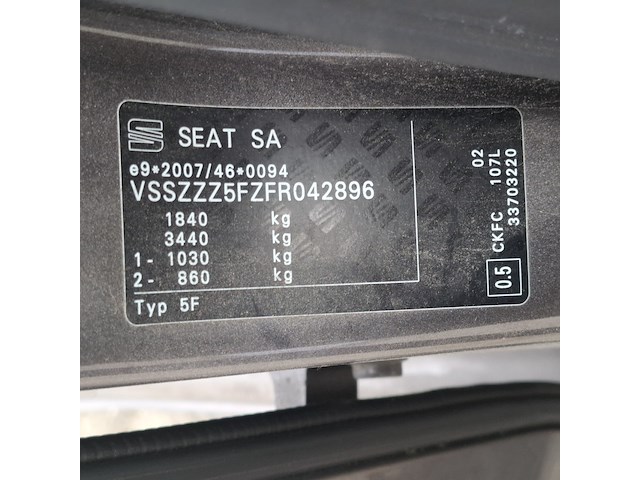 SEAT SA
e9*2007/46*0094
VSSZZZ5FZFR042896
1840 kg
3440 kg
1- 1030 kg
2- 860 kg
Typ 5F
02
CKFC 107L
33703220
0.5